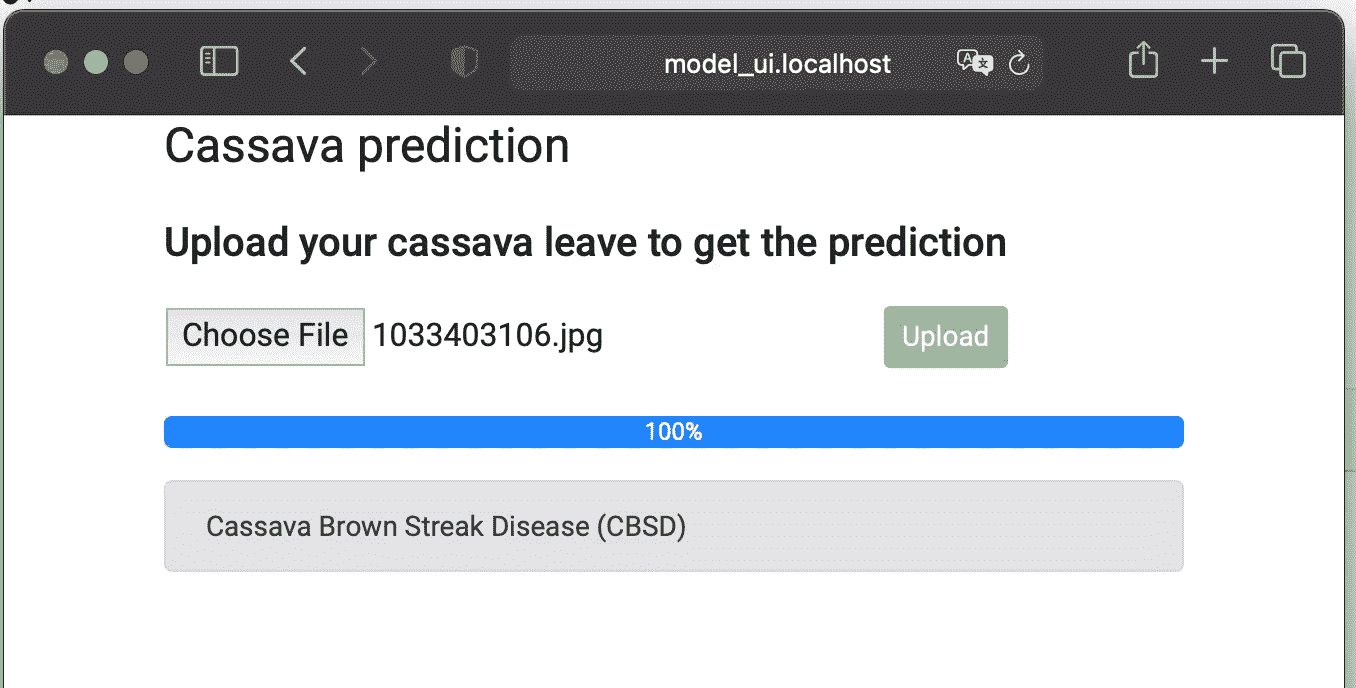 model_ui.localhost
Cassava prediction
Upload your cassava leave to get the prediction
Choose File 1033403106.jpg Upload
100%
Cassava Brown Streak Disease (CBSD)